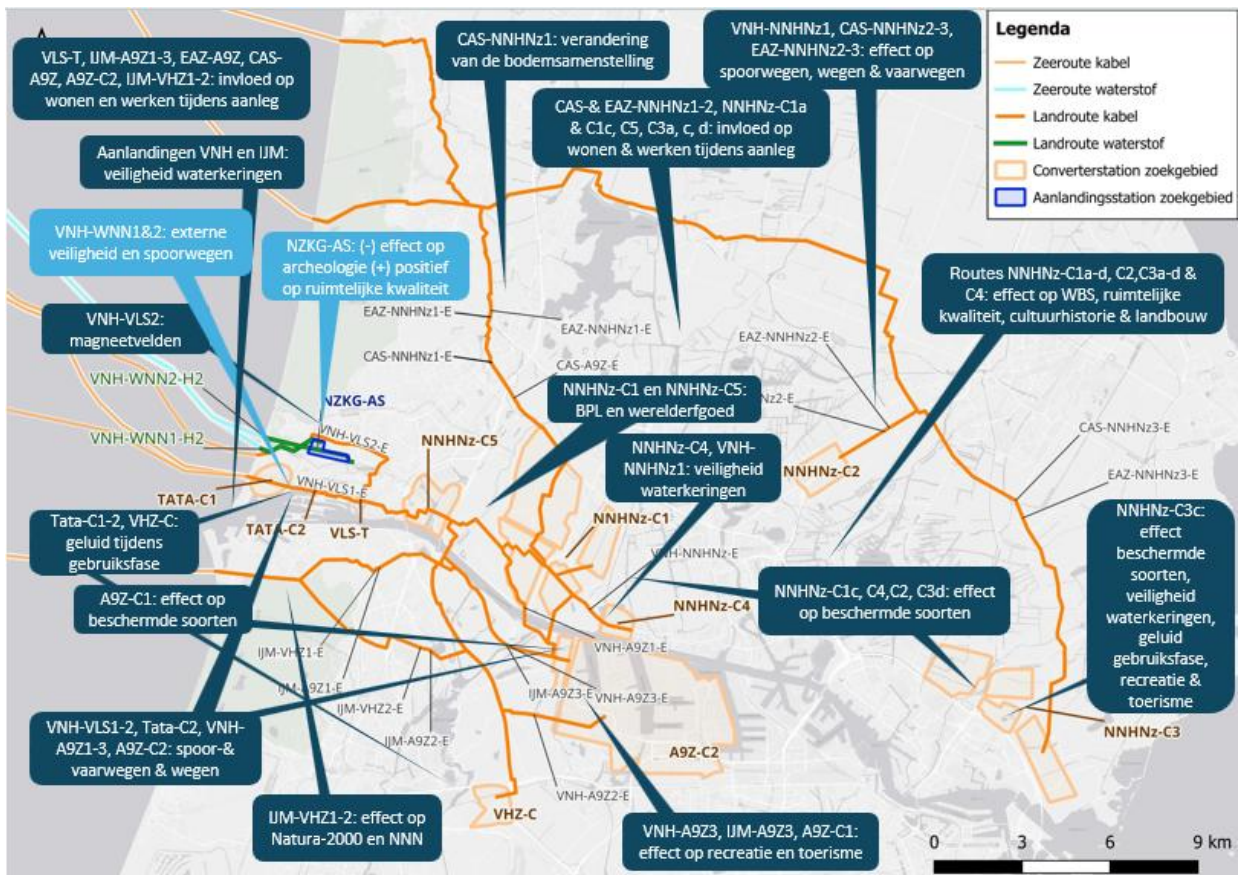 VLS-T, IJM-A9Z1-3, EAZ-A9Z, CAS-
A9Z, A9Z-C2, IJM-VHZ1-2: invloed op
wonen en werken tijdens aanleg
CAS-NNHNz1: verandering
van de bodemsamenstelling
VNH-NNHNz1, CAS-NNHNz2-3,
EAZ-NNHNz2-3: effect op
spoorwegen, wegen & vaarwegen
Legenda
Zeeroute kabel
Zeeroute waterstof
Landroute kabel
Landroute waterstof
Converterstation zoekgebied
Aanlandingsstation zoekgebied
CAS-& EAZ-NNHNz1-2, NNHNz-C1a
& C1c, C5, C3a, c, d: invloed op
wonen & werken tijdens aanleg
Aanlandingen VNH en IJM:
veiligheid waterkeringen
VNH-WNN1&2: externe
veiligheid en spoorwegen
NZKG-AS: (-) effect op
archeologie (+) positief
op ruimtelijke kwaliteit
Routes NNHNz-C1a-d, C2,C3a-d &
C4: effect op WBS, ruimtelijke
kwaliteit, cultuurhistorie & landbouw
VNH-VLS2:
magneetvelden
EAZ-NNHNz1-E
EAZ-NNHNz1-E
EAZ-NNHNz2-E
CAS-NNHNz1-E
CAS-A9Z-E
VNH-WNN2-H2
NZKG-AS
NNHNz-C1 en NNHNz-C5:
BPL en werelderfgoed
Nz2-E
CAS-NNHNz3-E
VNH-WNN1-H2
VNH-VLS2-E
NNHNz-C5
NNHNz-C4, VNH-
NNHNz1: veiligheid
waterkeringen
NNHNz-C2
EAZ-NNHNz3-E
TATA-C1
VNH-VLS1-E
TATA-C2
VLS-T
NNHNz-C1
Tata-C1-2, VHZ-C:
geluid tijdens
gebruiksfase
VNH-NNHNz-E
NNHNz-C3c:
effect
beschermde
soorten,
veiligheid
waterkeringen,
geluid
gebruiksfase,
recreatie &
toerisme
A9Z-C1: effect op
beschermde soorten
NNHNz-C4
NNHNz-C1c, C4,C2, C3d: effect
op beschermde soorten
IJM-VHZ1-E
VNH-A9Z1-E
IJM-A9Z1-E
IJM-A9Z3-E
VNH-A9Z3-E
IJM-VHZ2-E
VNH-VLS1-2, Tata-C2, VNH-
A9Z1-3, A9Z-C2: spoor-&
vaarwegen & wegen
IJM-A9Z2-E
A9Z-C2
NNHNz-C3
VNH-A9Z2-E
VHZ-C
IJM-VHZ1-2: effect op
Natura-2000 en NNN
VNH-A9Z3, IJM-A9Z3, A9Z-C1:
effect op recreatie en toerisme
0 3 6 9 km